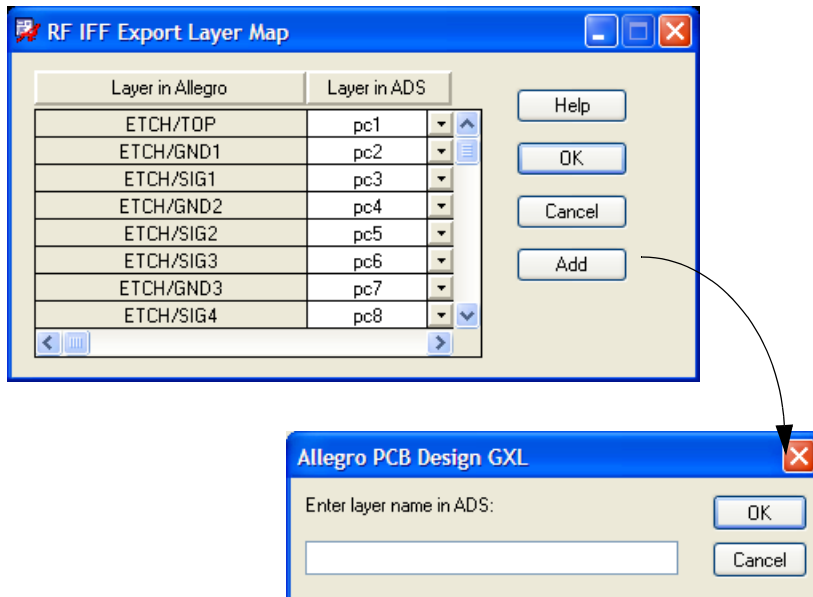 RF IFF Export Layer Map
Layer in Allegro Layer in ADS
ETCH/TOP pc1
ETCH/GND1 pc2
ETCH/SIG1 pc3
ETCH/GND2 pc4
ETCH/SIG2 pc5
ETCH/SIG3 pc6
ETCH/GND3 pc7
ETCH/SIG4 pc8
Help
OK
Cancel
Add
Allegro PCB Design GXL
Enter layer name in ADS:
OK
Cancel